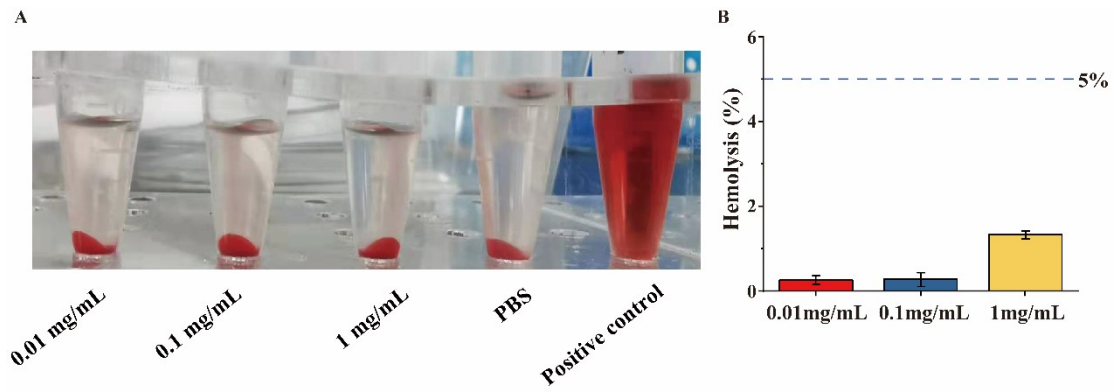 A
0.01 mg/mL
0.1 mg/mL
1 mg/mL
PBS
Positive control
B
6
4
2
0
Hemolysis (%)
5%
0.01mg/mL
0.1mg/mL
1mg/mL